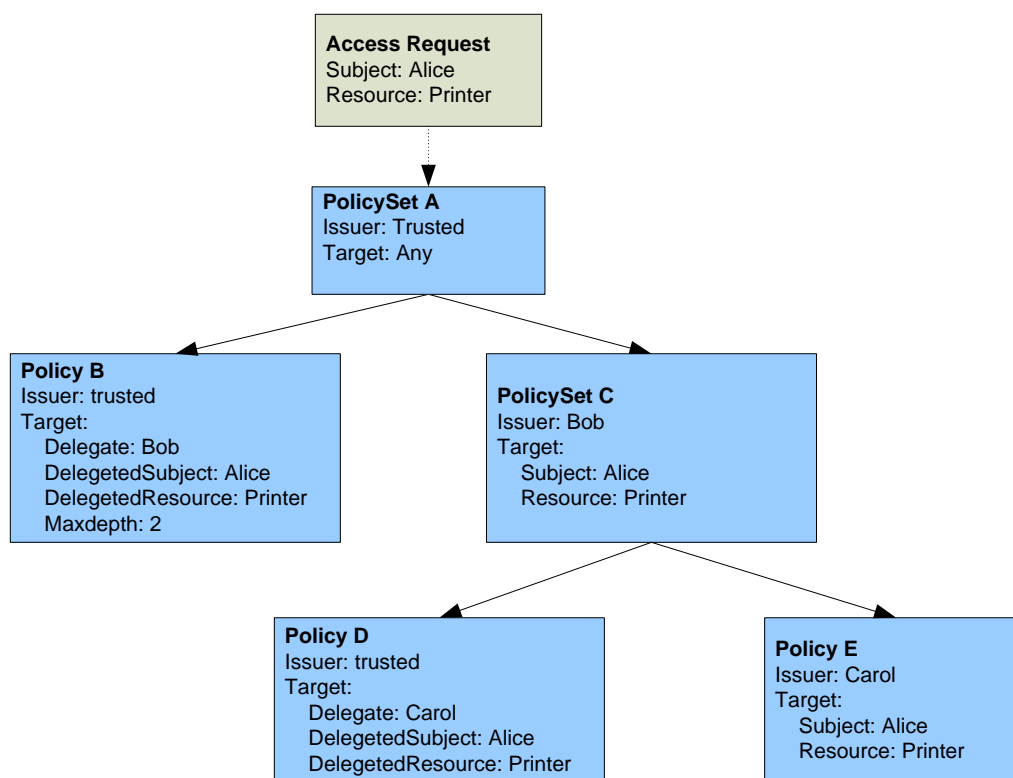 Access Request
Subject: Alice
Resource: Printer
PolicySet A
Issuer: Trusted
Target: Any
Policy B
Issuer: trusted
Target:
Delegate: Bob
DelegetedSubject: Alice
DelegetedResource: Printer
Maxdepth: 2
PolicySet C
Issuer: Bob
Target:
Subject: Alice
Resource: Printer
Policy D
Issuer: trusted
Target:
Delegate: Carol
DelegetedSubject: Alice
DelegetedResource: Printer
Policy E
Issuer: Carol
Target:
Subject: Alice
Resource: Printer